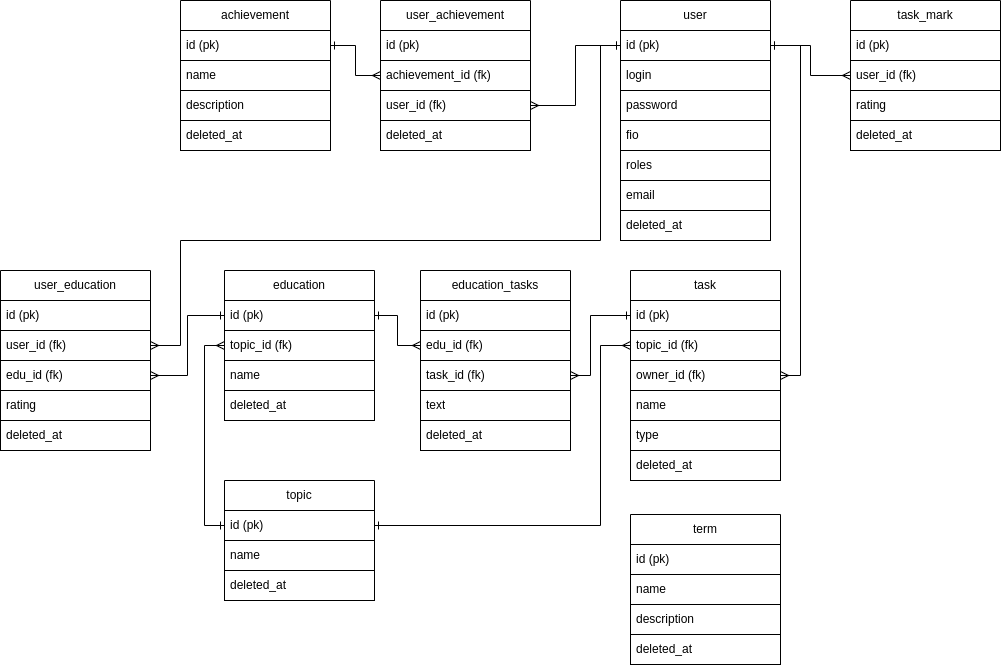 achievement
id (pk)
name
description
deleted_at
user_achievement
id (pk)
achievement_id (fk)
user_id (fk)
deleted_at
user
id (pk)
login
password
fio
roles
email
deleted_at
task_mark
id (pk)
user_id (fk)
rating
deleted_at
user_education
id (pk)
user_id (fk)
edu_id (fk)
rating
deleted_at
education
id (pk)
topic_id (fk)
name
deleted_at
education_tasks
id (pk)
edu_id (fk)
task_id (fk)
text
deleted_at
task
id (pk)
topic_id (fk)
owner_id (fk)
name
type
deleted_at
topic
id (pk)
name
deleted_at
term
id (pk)
name
description
deleted_at